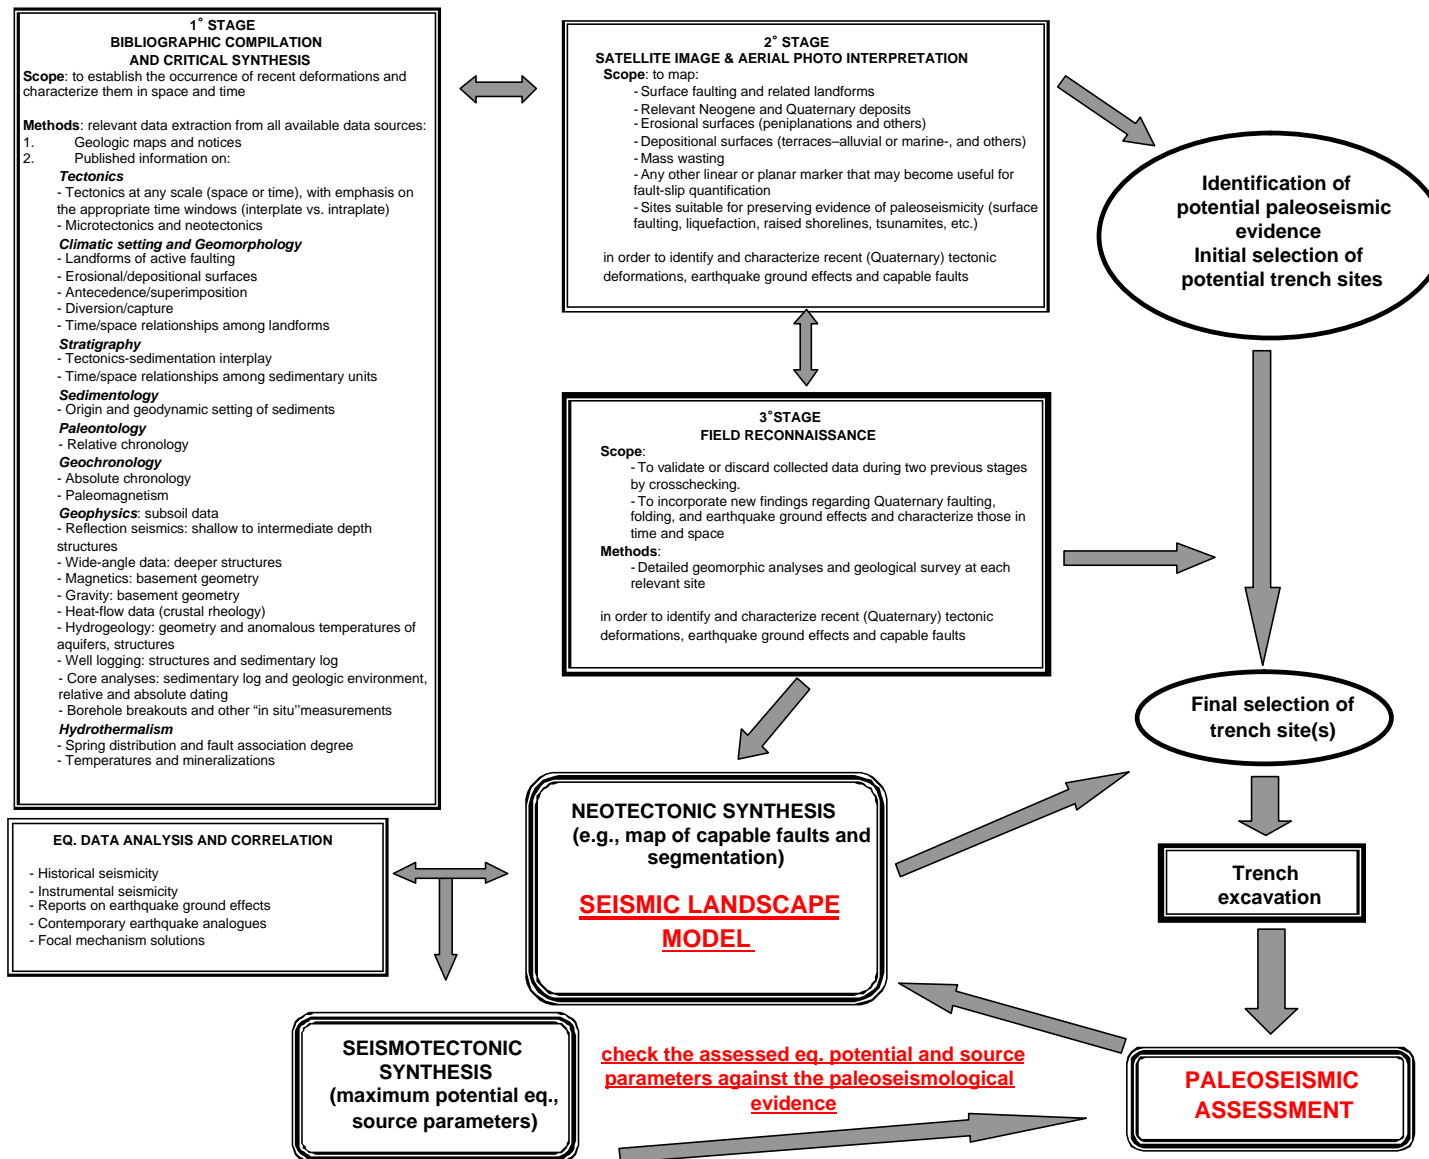 1° STAGE
BIBLIOGRAPHIC COMPILATION
AND CRITICAL SYNTHESIS
Scope: to establish the occurrence of recent deformations and
characterize them in space and time
Methods: relevant data extraction from all available data sources:
1. Geologic maps and notices
2. Published information on:
Tectonics
- Tectonics at any scale (space or time), with emphasis on
the appropriate time windows (interplate vs. intraplate)
- Microtectonics and neotectonics
Climatic setting and Geomorphology
- Landforms of active faulting
- Erosional/depositional surfaces
- Antecedence/superimposition
- Diversion/capture
- Time/space relationships among landforms
Stratigraphy
- Tectonics-sedimentation interplay
- Time/space relationships among sedimentary units
Sedimentology
- Origin and geodynamic setting of sediments
Paleontology
- Relative chronology
Geochronology
- Absolute chronology
- Paleomagnetism
Geophysics: subsoil data
- Reflection seismics: shallow to intermediate depth
structures
- Wide-angle data: deeper structures
- Magnetics: basement geometry
- Gravity: basement geometry
- Heat-flow data (crustal rheology)
- Hydrogeology: geometry and anomalous temperatures of
aquifers, structures
- Well logging: structures and sedimentary log
- Core analyses: sedimentary log and geologic environment,
relative and absolute dating
- Borehole breakouts and other “in situ’’ measurements
Hydrothermalism
- Spring distribution and fault association degree
- Temperatures and mineralizations
2° STAGE
SATELLITE IMAGE & AERIAL PHOTO INTERPRETATION
Scope: to map:
- Surface faulting and related landforms
- Relevant Neogene and Quaternary deposits
- Erosional surfaces (peniplanations and others)
- Depositional surfaces (terraces–alluvial or marine-, and others)
- Mass wasting
- Any other linear or planar marker that may become useful for
fault-slip quantification
- Sites suitable for preserving evidence of paleoseismicity (surface
faulting, liquefaction, raised shorelines, tsunamites, etc.)
in order to identify and characterize recent (Quaternary) tectonic
deformations, earthquake ground effects and capable faults
Identification of
potential paleoseismic
evidence
Initial selection of
potential trench sites
3°STAGE
FIELD RECONNAISSANCE
Scope:
- To validate or discard collected data during two previous stages
by crosschecking.
- To incorporate new findings regarding Quaternary faulting,
folding, and earthquake ground effects and characterize those in
time and space
Methods:
- Detailed geomorphic analyses and geological survey at each
relevant site
in order to identify and characterize recent (Quaternary) tectonic
deformations, earthquake ground effects and capable faults
Final selection of
trench site(s)
EQ. DATA ANALYSIS AND CORRELATION
- Historical seismicity
- Instrumental seismicity
- Reports on earthquake ground effects
- Contemporary earthquake analogues
- Focal mechanism solutions
NEOTECTONIC SYNTHESIS
(e.g., map of capable faults and
segmentation)
SEISMIC LANDSCAPE
MODEL
Trench
excavation
SEISMOTECTONIC
SYNTHESIS
(maximum potential eq.,
source parameters)
check the assessed eq. potential and source
parameters against the paleoseismological
evidence
PALEOSEISMIC
ASSESSMENT